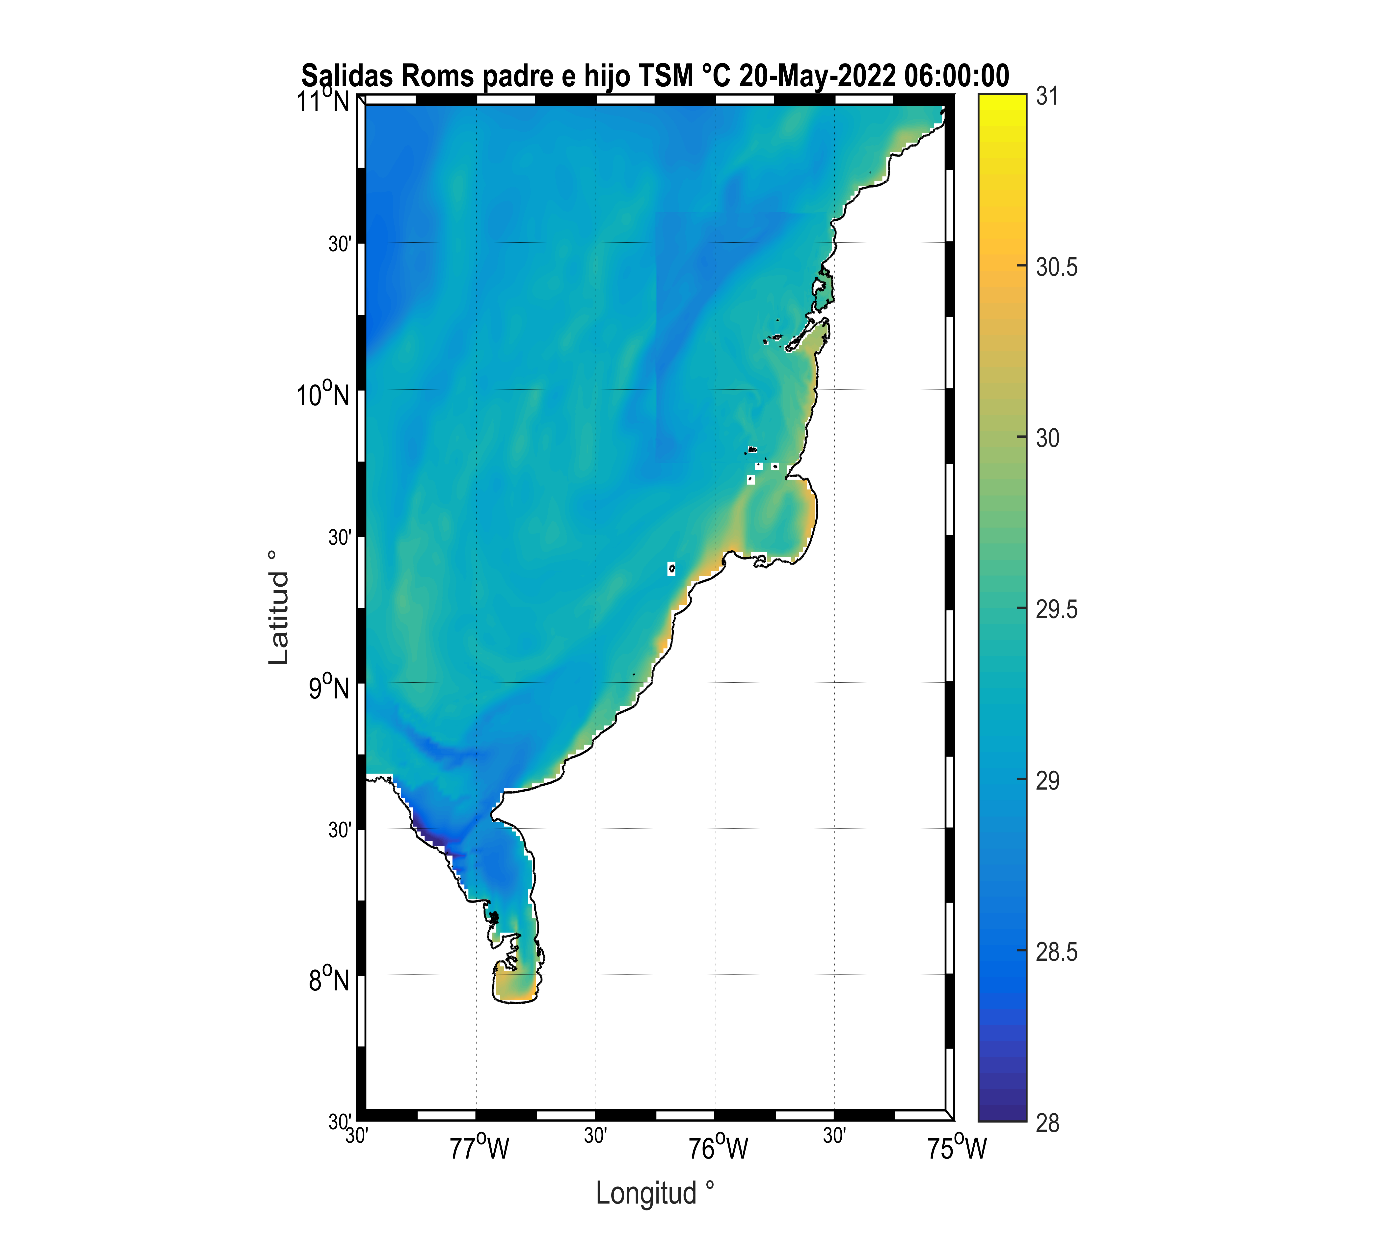 Salidas Roms padre e hijo TSM °C 20-May-2022 06:00:00
11°N
30'
10°N
30'
9°N
30'
8°N
30'
30'
77°W
30'
76°W
30'
75°W
Latitud °
Longitud °
31
30.5
30
29.5
29
28.5
28